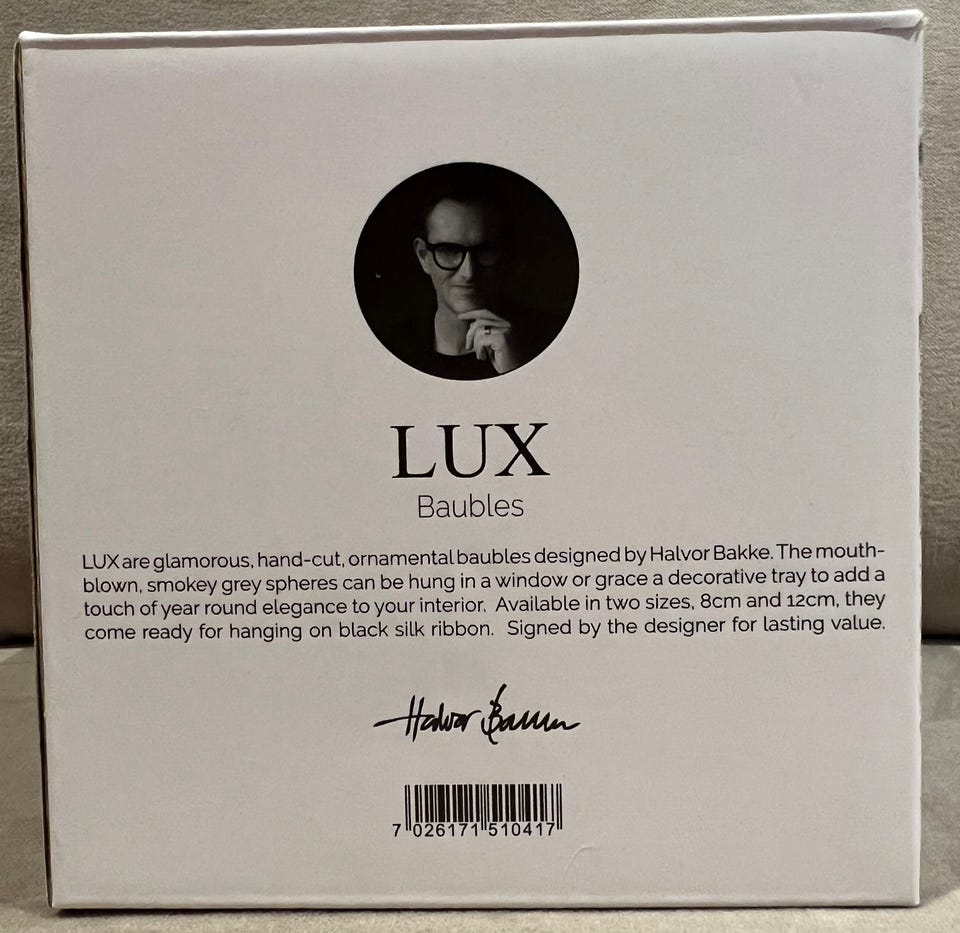 LUX
Baubles
LUX are glamorous, hand-cut, ornamental baubles designed by Halvor Bakke. The mouth-
blown, smokey grey spheres can be hung in a window or grace a decorative tray to add a
touch of year round elegance to your interior. Available in two sizes, 8cm and 12cm, they
come ready for hanging on black silk ribbon. Signed by the designer for lasting value.
Halvor Bakke
7 026171 510417